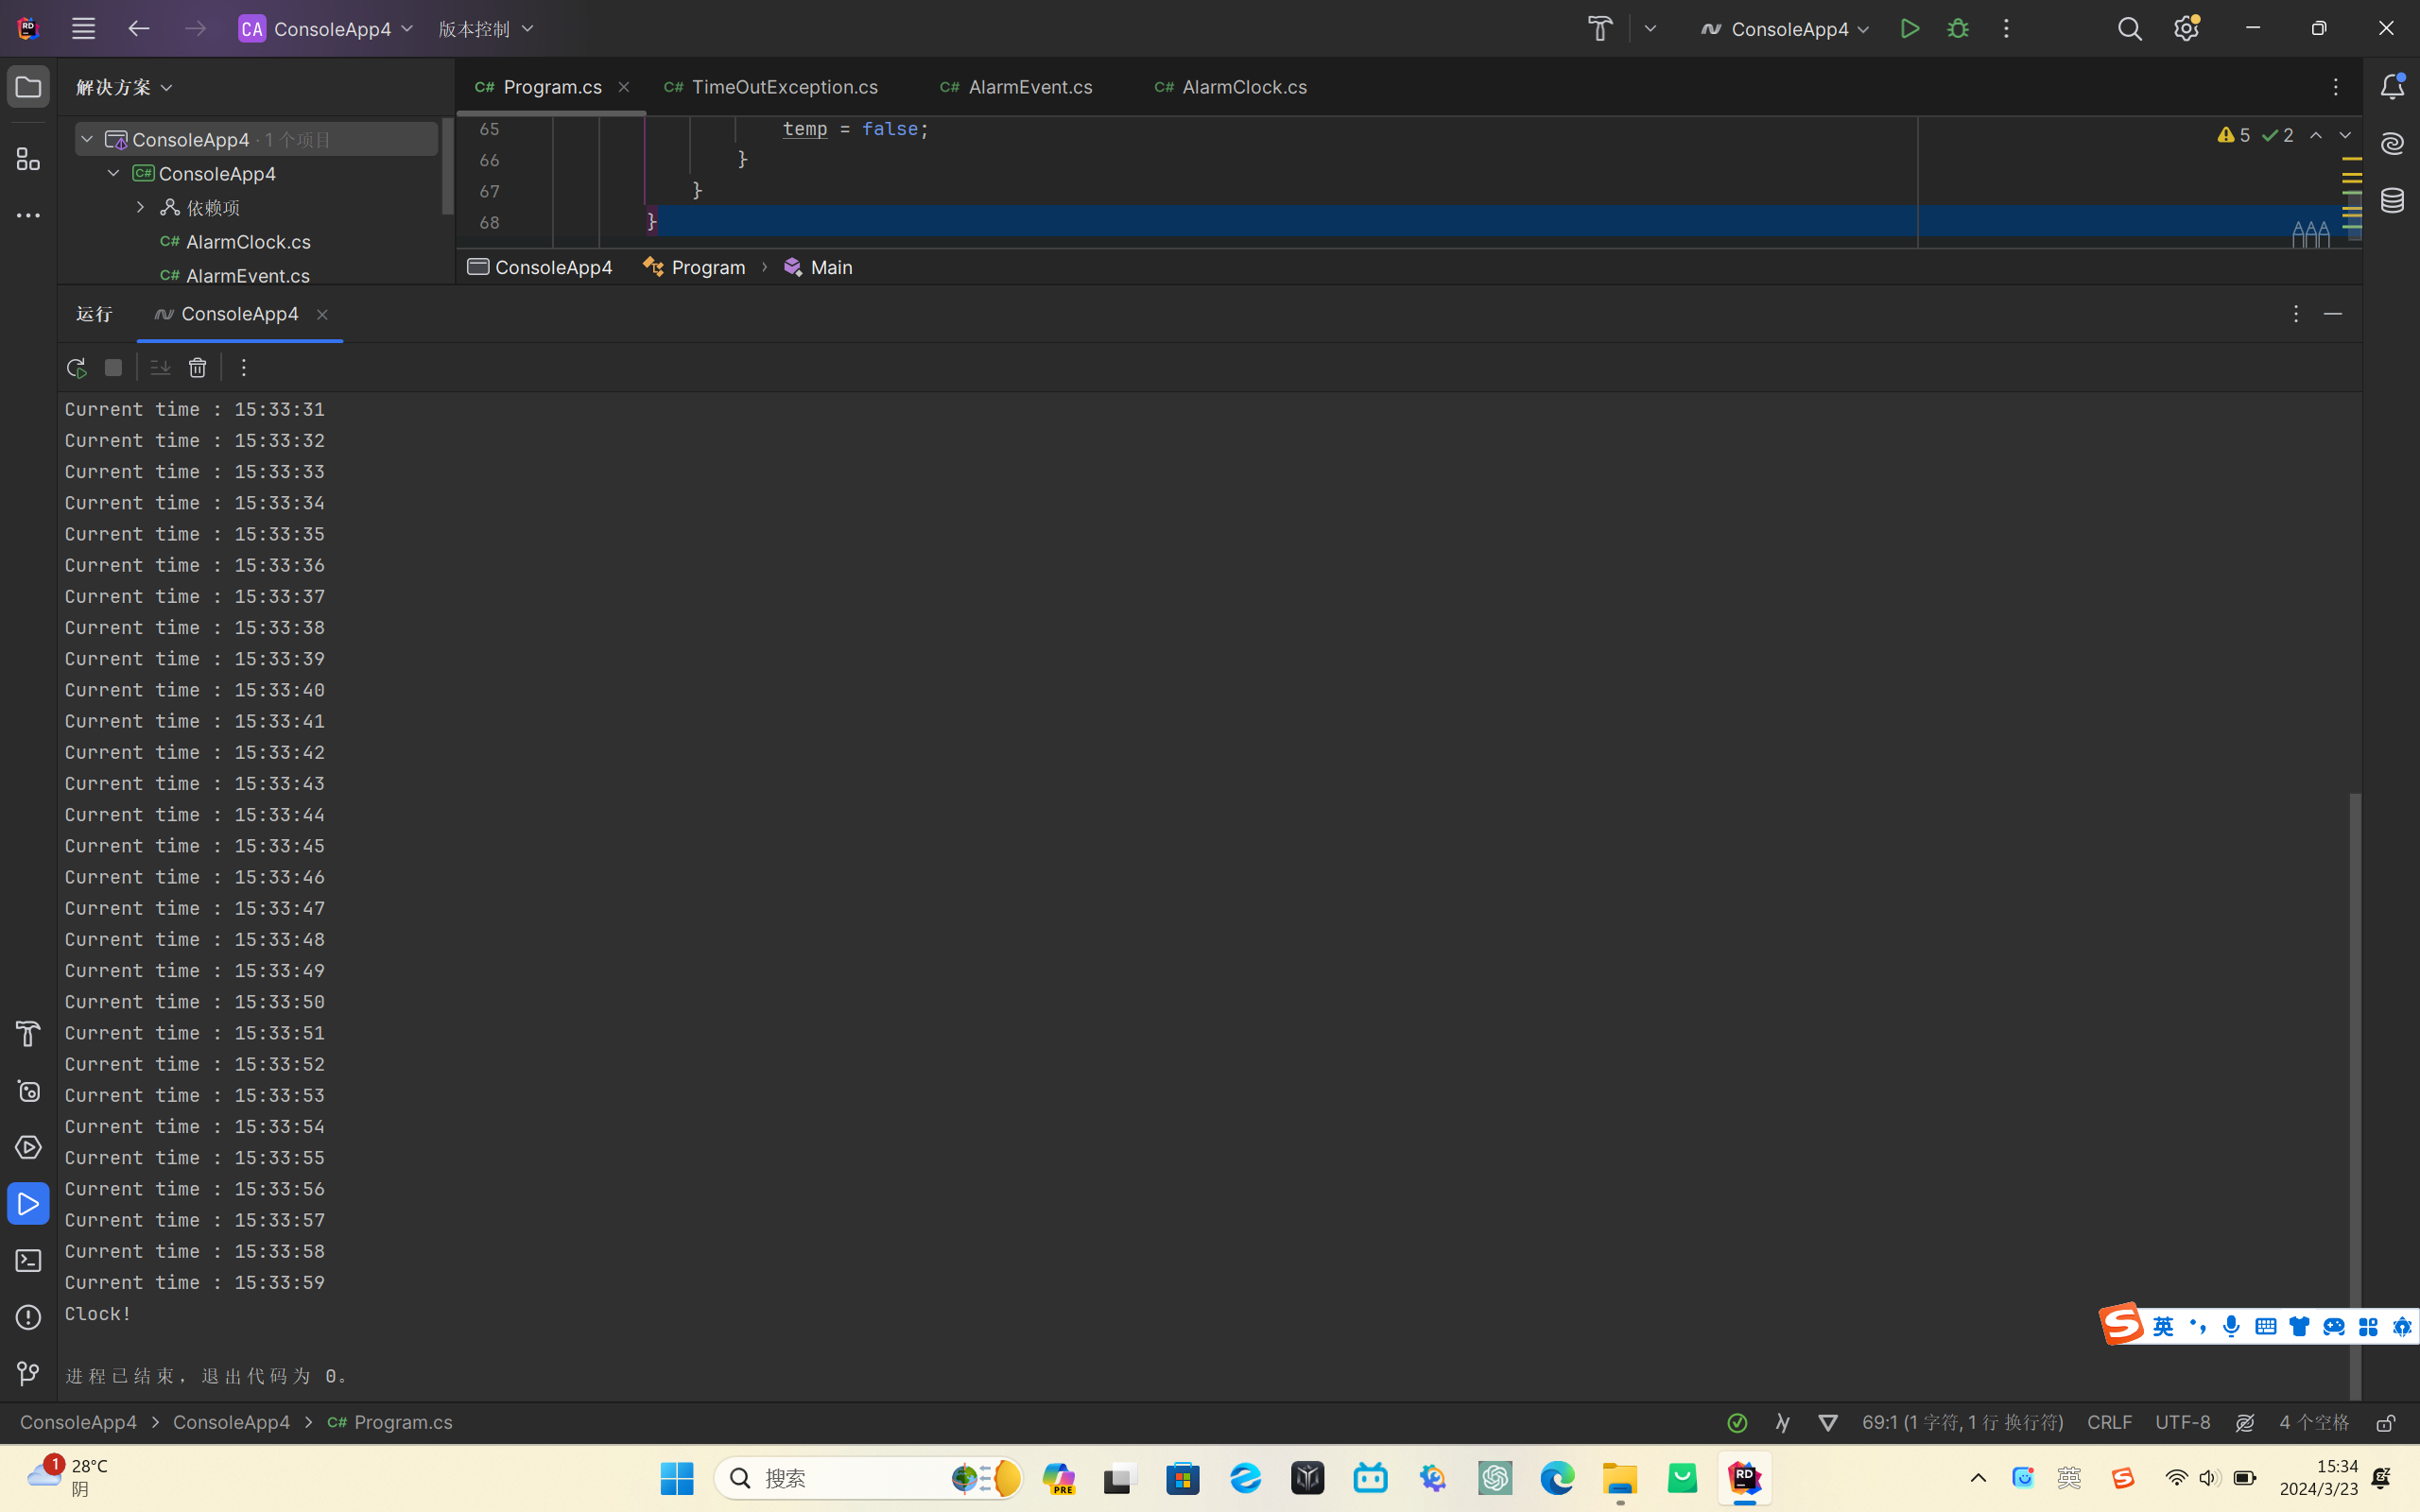 CA ConsoleApp4 版本控制 ConsoleApp4
解决方案
C# Program.cs C# TimeOutException.cs C# AlarmEvent.cs C# AlarmClock.cs
ConsoleApp4 · 1 个项目
C# ConsoleApp4
依赖项
C# AlarmClock.cs
C# AlarmEvent.cs
65 temp = false;
66 }
67 }
68 }
5 2
ConsoleApp4 Program Main
运行 ConsoleApp4
Current time : 15:33:31
Current time : 15:33:32
Current time : 15:33:33
Current time : 15:33:34
Current time : 15:33:35
Current time : 15:33:36
Current time : 15:33:37
Current time : 15:33:38
Current time : 15:33:39
Current time : 15:33:40
Current time : 15:33:41
Current time : 15:33:42
Current time : 15:33:43
Current time : 15:33:44
Current time : 15:33:45
Current time : 15:33:46
Current time : 15:33:47
Current time : 15:33:48
Current time : 15:33:49
Current time : 15:33:50
Current time : 15:33:51
Current time : 15:33:52
Current time : 15:33:53
Current time : 15:33:54
Current time : 15:33:55
Current time : 15:33:56
Current time : 15:33:57
Current time : 15:33:58
Current time : 15:33:59
Clock!
英
进程已结束，退出代码为 0。
ConsoleApp4 ConsoleApp4 C# Program.cs 69:1 (1 字符, 1 行 换行符) CRLF UTF-8 4 个空格
1 28°C
阴
搜索
PRE
RD
英
15:34
2024/3/23